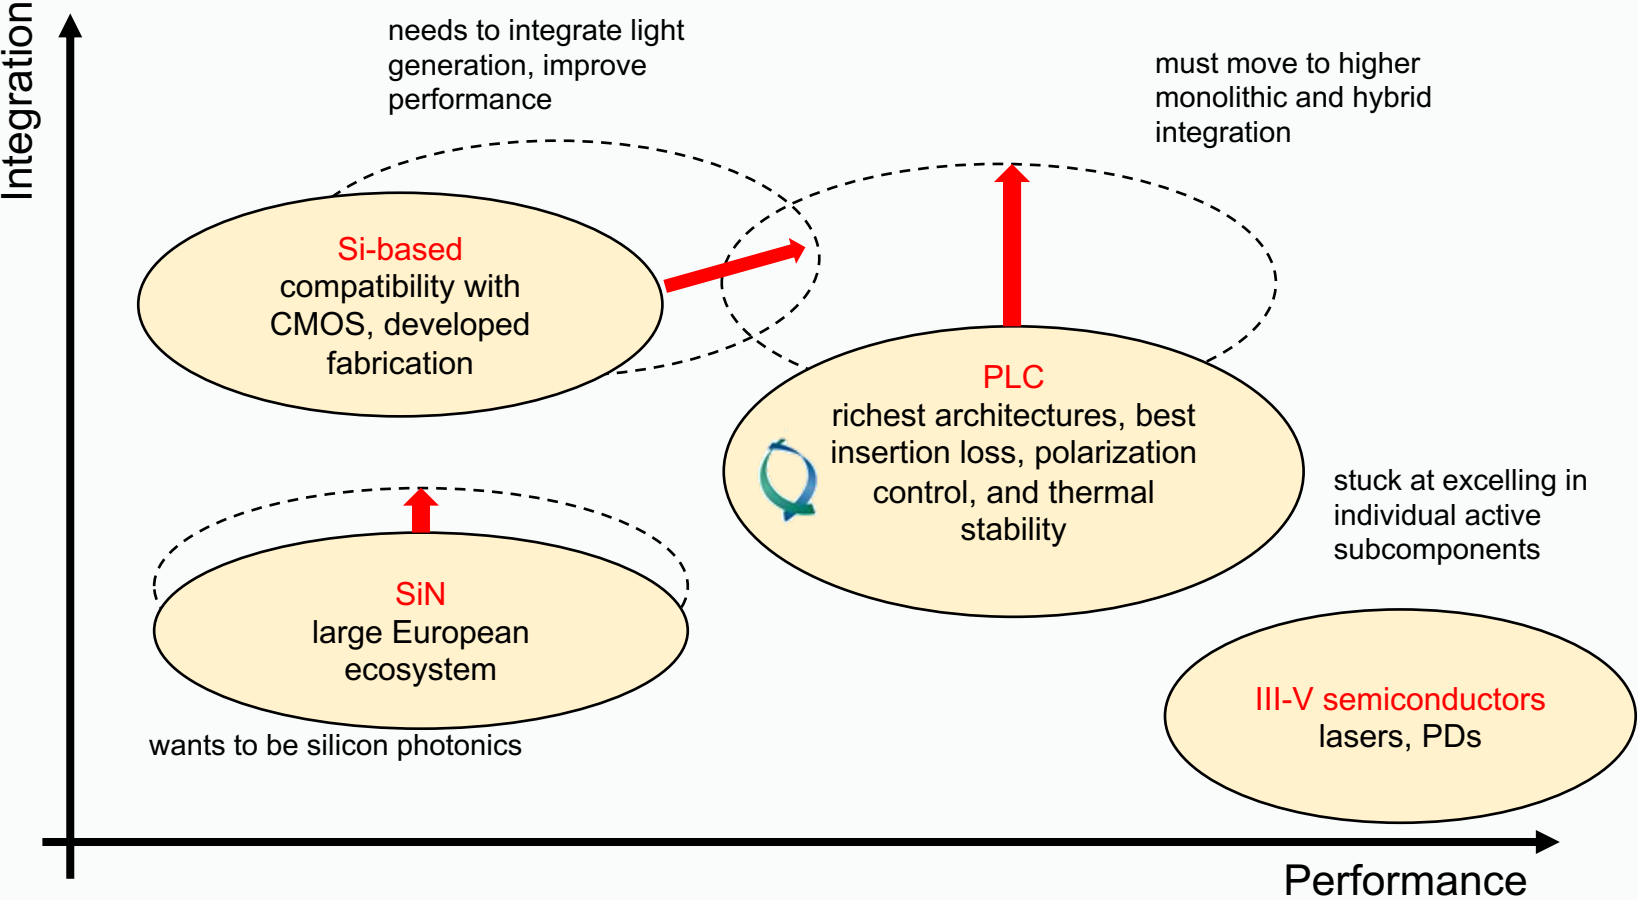 Integration
needs to integrate light
generation, improve
performance
must move to higher
monolithic and hybrid
integration
Si-based
compatibility with
CMOS, developed
fabrication
PLC
richest architectures, best
insertion loss, polarization
control, and thermal
stability
stuck at excelling in
individual active
subcomponents
SiN
large European
ecosystem
wants to be silicon photonics
III-V semiconductors
lasers, PDs
Performance